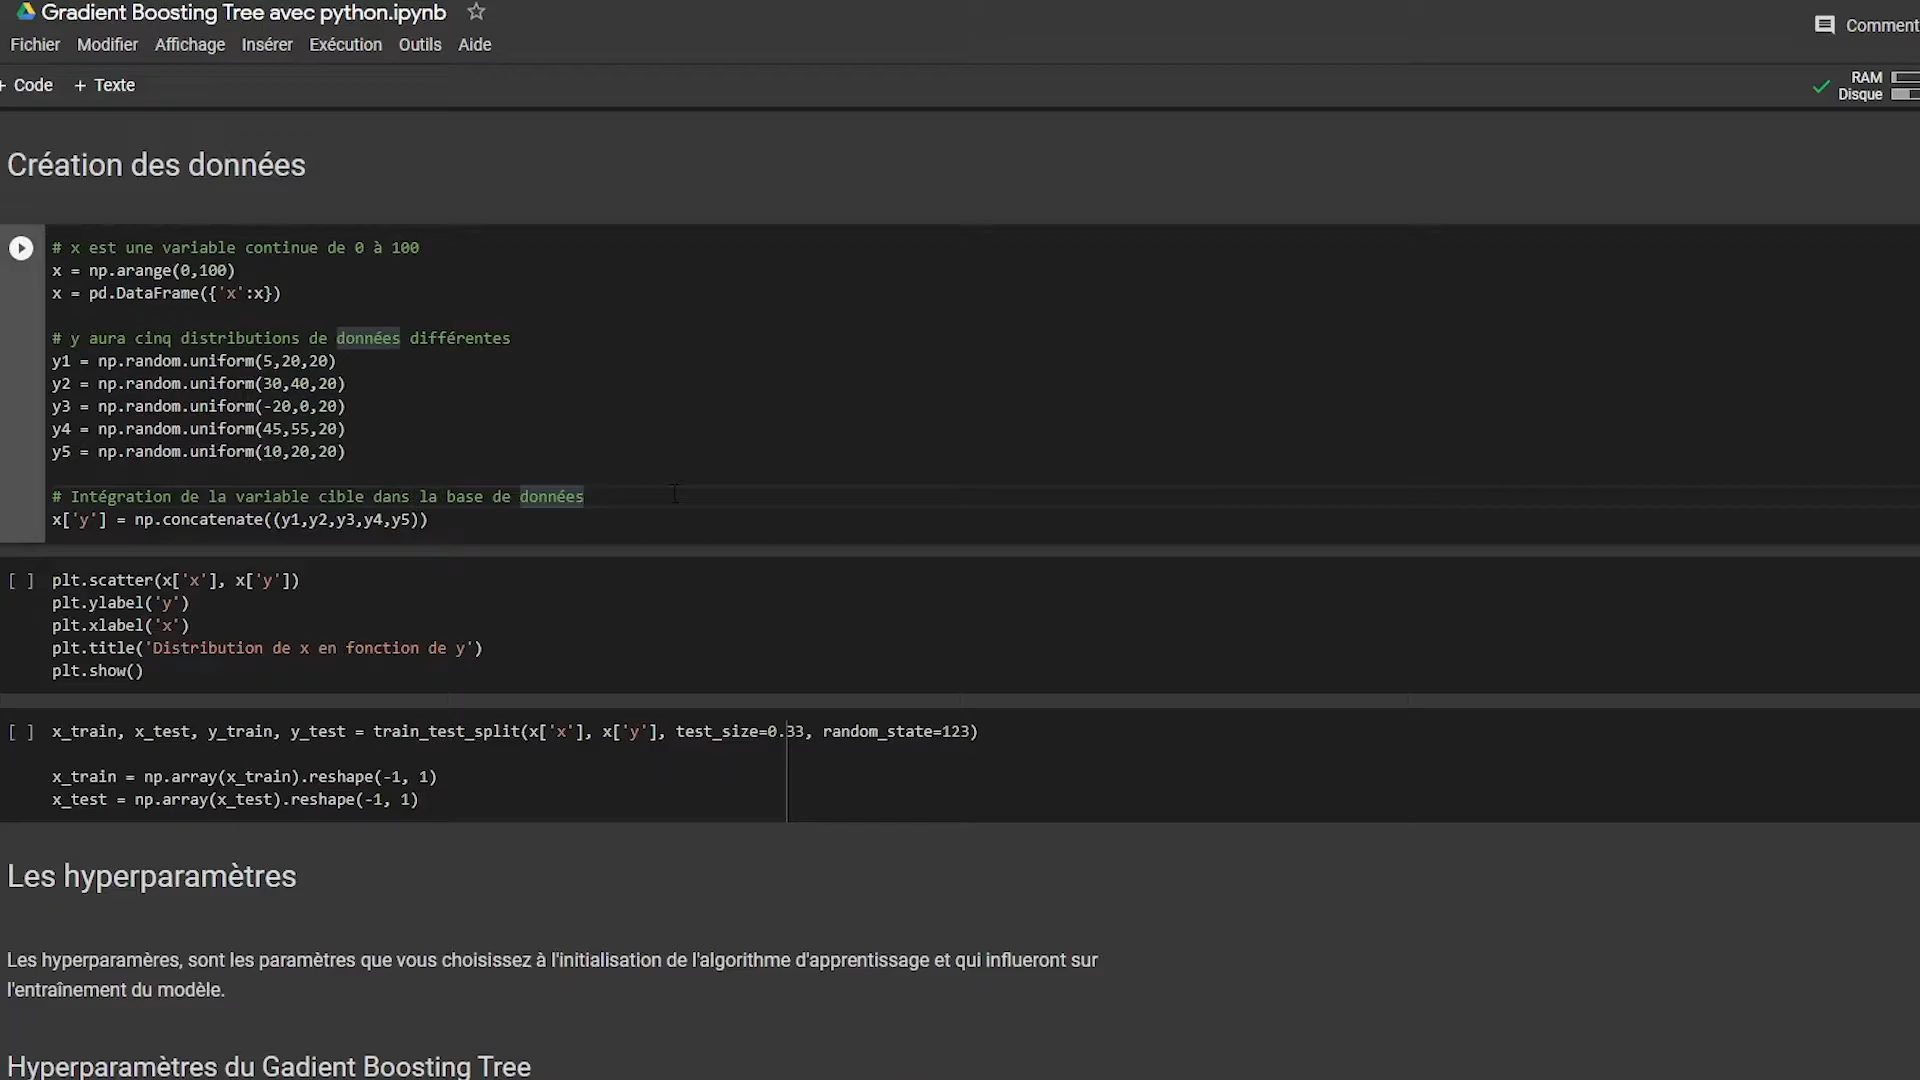 Gradient Boosting Tree avec python.ipynb
Comment
Fichier Modifier Affichage Insérer Exécution Outils Aide
+ Code + Texte
RAM
Disque
Création des données
# x est une variable continue de 0 à 100
x = np.arange(0,100)
x = pd.DataFrame({'x':x})
# y aura cinq distributions de données différentes
y1 = np.random.uniform(5,20,20)
y2 = np.random.uniform(30,40,20)
y3 = np.random.uniform(-20,0,20)
y4 = np.random.uniform(45,55,20)
y5 = np.random.uniform(10,20,20)
# Intégration de la variable cible dans la base de données
x['y'] = np.concatenate((y1,y2,y3,y4,y5))
[ ] plt.scatter(x['x'], x['y'])
plt.ylabel('y')
plt.xlabel('x')
plt.title('Distribution de x en fonction de y')
plt.show()
[ ] x_train, x_test, y_train, y_test = train_test_split(x['x'], x['y'], test_size=0.33, random_state=123)
x_train = np.array(x_train).reshape(-1, 1)
x_test = np.array(x_test).reshape(-1, 1)
Les hyperparamètres
Les hyperparamères, sont les paramètres que vous choisissez à l'initialisation de l'algorithme d'apprentissage et qui influeront sur
l'entraînement du modèle.
Hyperparamètres du Gadient Boosting Tree